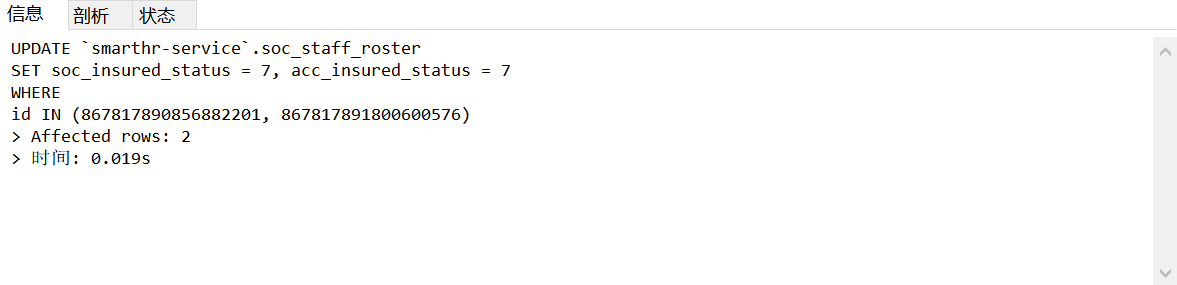 信息 剖析 状态
UPDATE `smarthr-service`.soc_staff_roster
SET soc_insured_status = 7, acc_insured_status = 7
WHERE
id IN (867817890856882201, 867817891800600576)
> Affected rows: 2
> 时间: 0.019s